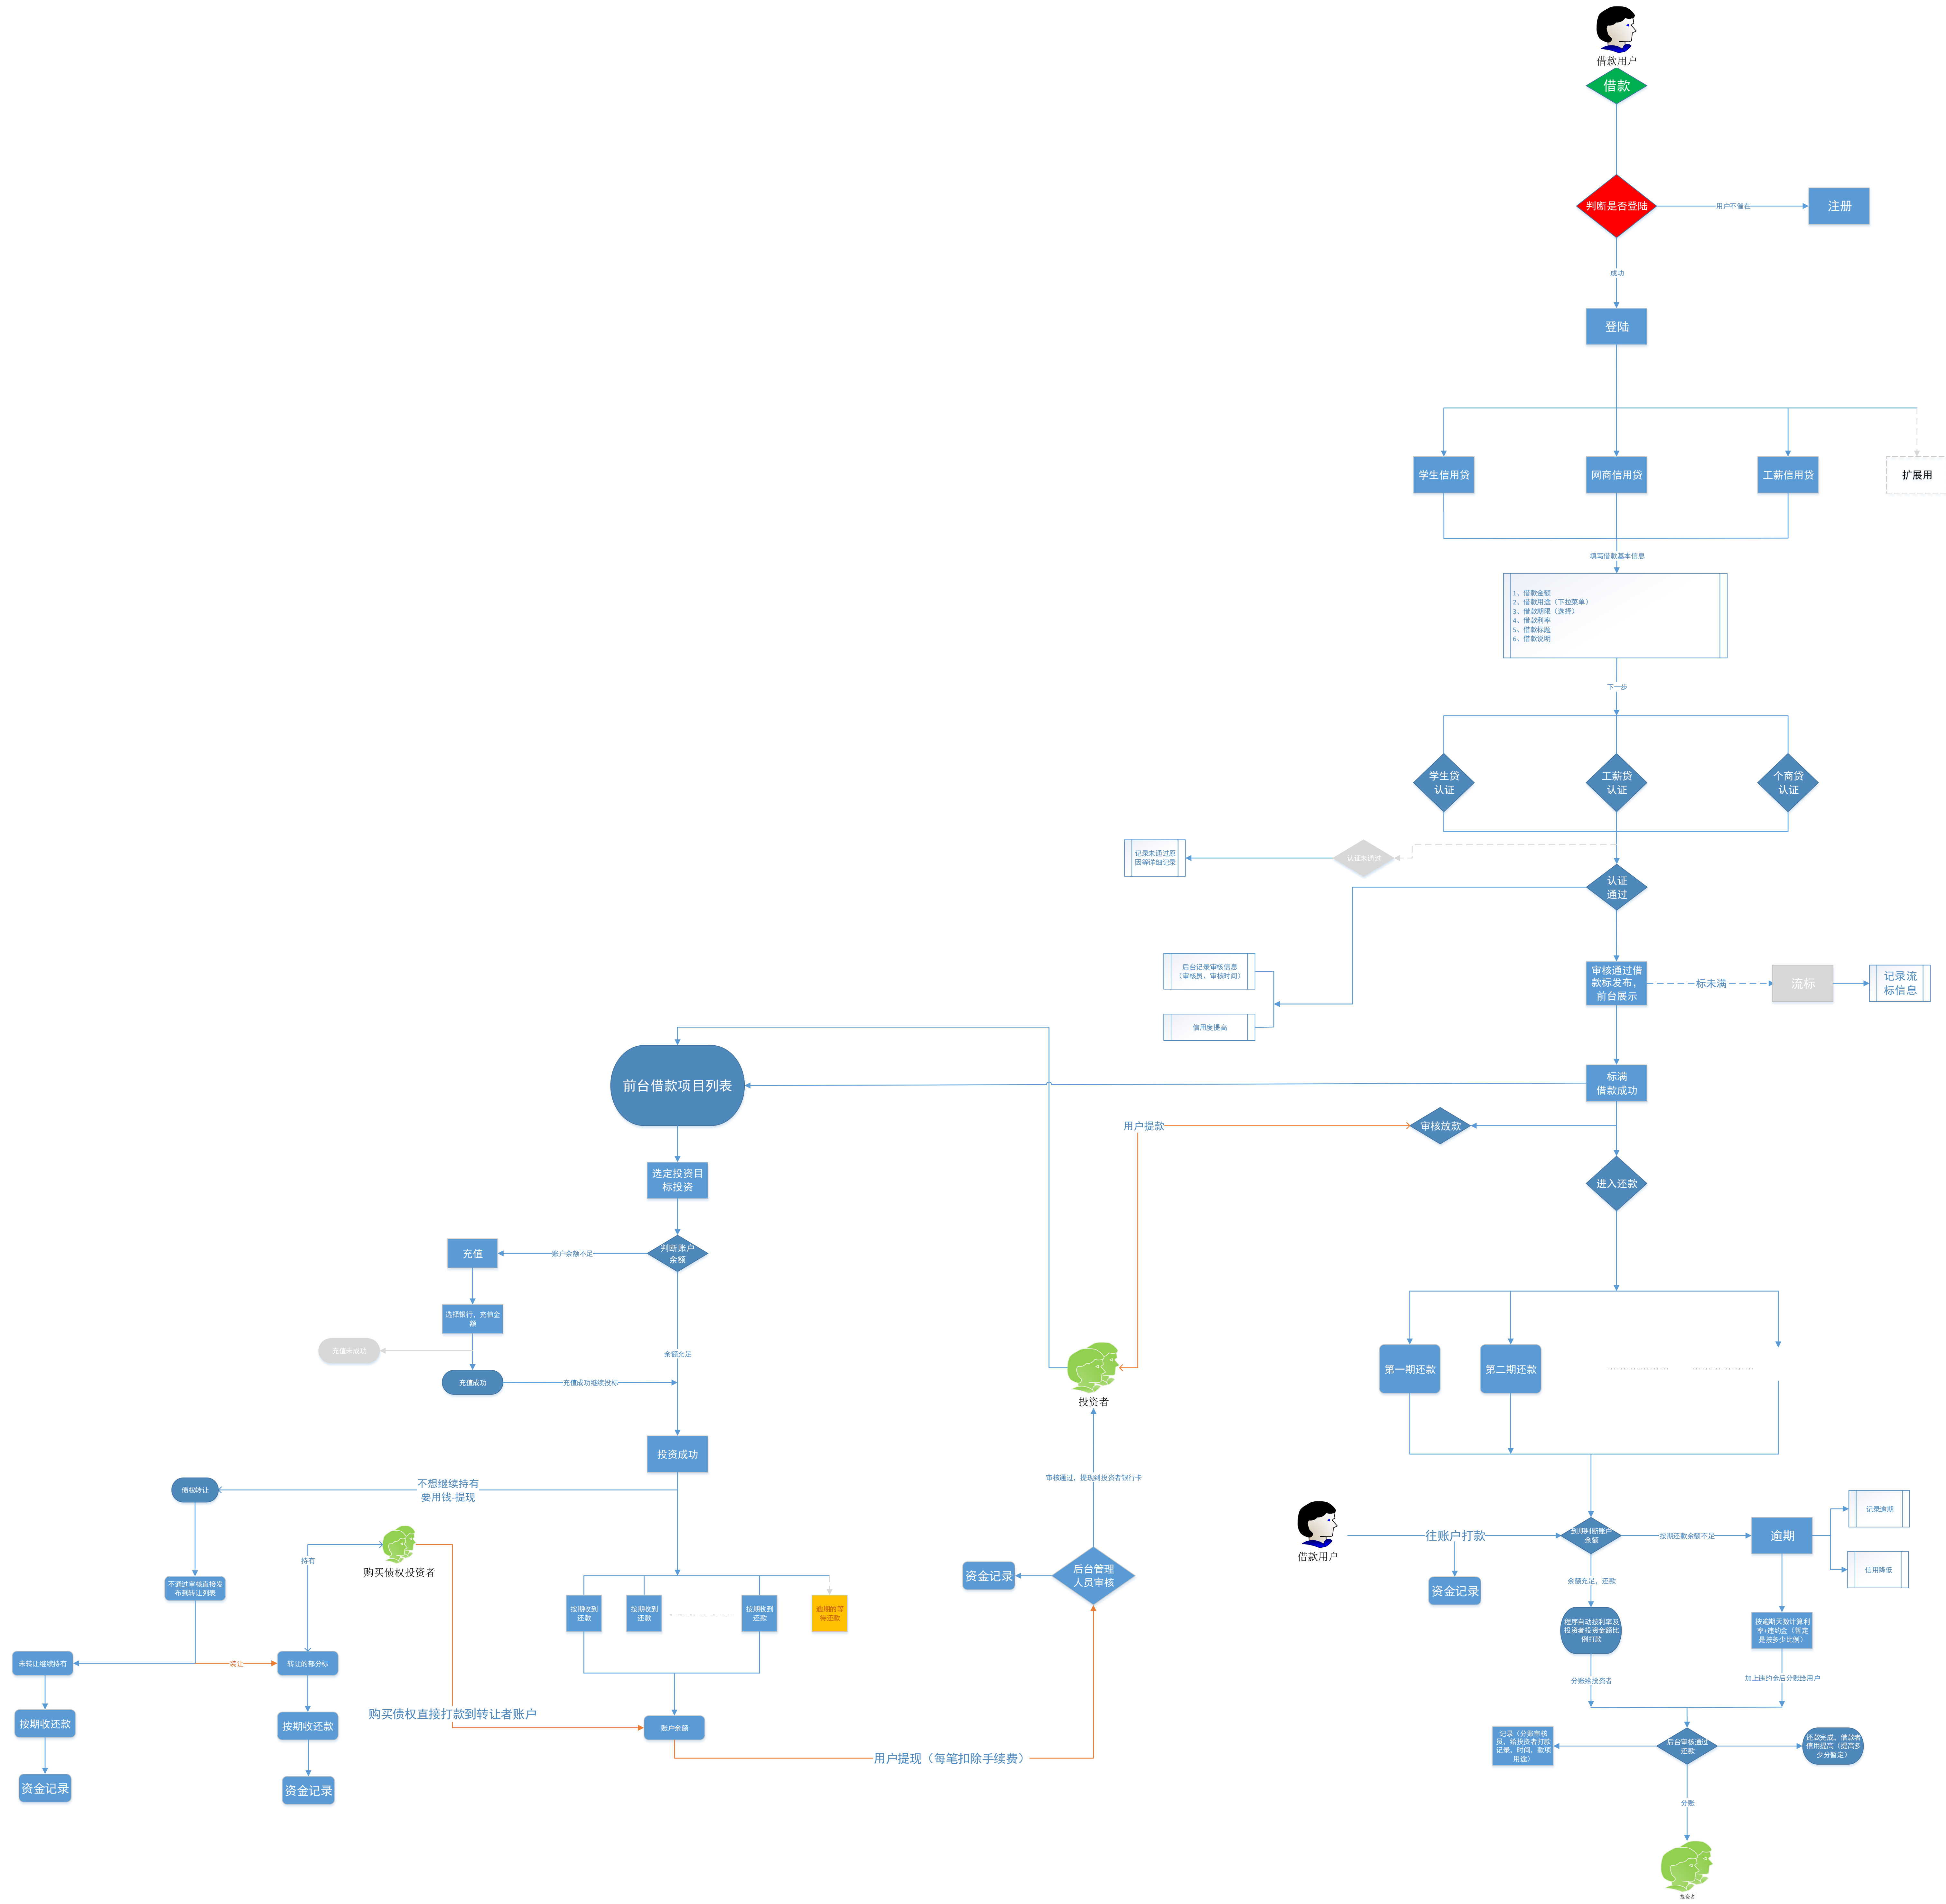 借款用户
借款
判断是否登陆
用户不催在
注册
成功
登陆
学生信用贷
网商信用贷
工薪信用贷
扩展用
填写借款基本信息
1、借款金额
2、借款用途（下拉菜单）
3、借款期限（选择）
4、借款利率
5、借款标题
6、借款说明
下一步
学生贷
认证
工薪贷
认证
个商贷
认证
记录未通过原
因等详细记录
认证未通过
认证
通过
后台记录审核信息
（审核员、审核时间）
信用度提高
审核通过借
款标发布，
前台展示
标未满
流标
记录流
标信息
标满
借款成功
前台借款项目列表
用户提款
审核放款
进入还款
选定投资目
标投资
判断账户
余额
账户余额不足
充值
选择银行，充值金
额
充值未成功
充值成功
充值成功继续投标
余额充足
投资成功
投资者
审核通过，提现到投资者银行卡
第一期还款
第二期还款
不想继续持有
要用钱-提现
债权转让
购买债权投资者
持有
不通过审核直接发
布到转让列表
未转让继续持有
装让
转让的部分标
按期收还款
按期收还款
资金记录
资金记录
购买债权直接打款到转让者账户
按期收到
还款
按期收到
还款
按期收到
还款
逾期的等
待还款
账户余额
用户提现（每笔扣除手续费）
资金记录
后台管理
人员审核
借款用户
往账户打款
资金记录
到期判断账户
余额
按期还款余额不足
逾期
记录逾期
信用降低
余额充足，还款
程序自动按利率及
投资者投资金额比
例打款
按逾期天数计算利
率+违约金（暂定
是按多少比例）
分账给投资者
加上违约金后分账给用户
记录（分账审核
员，给投资者打款
记录，时间，款项
用途）
后台审核通过
还款
还款完成，借款者
信用提高（提高多
少分暂定）
分账
投资者